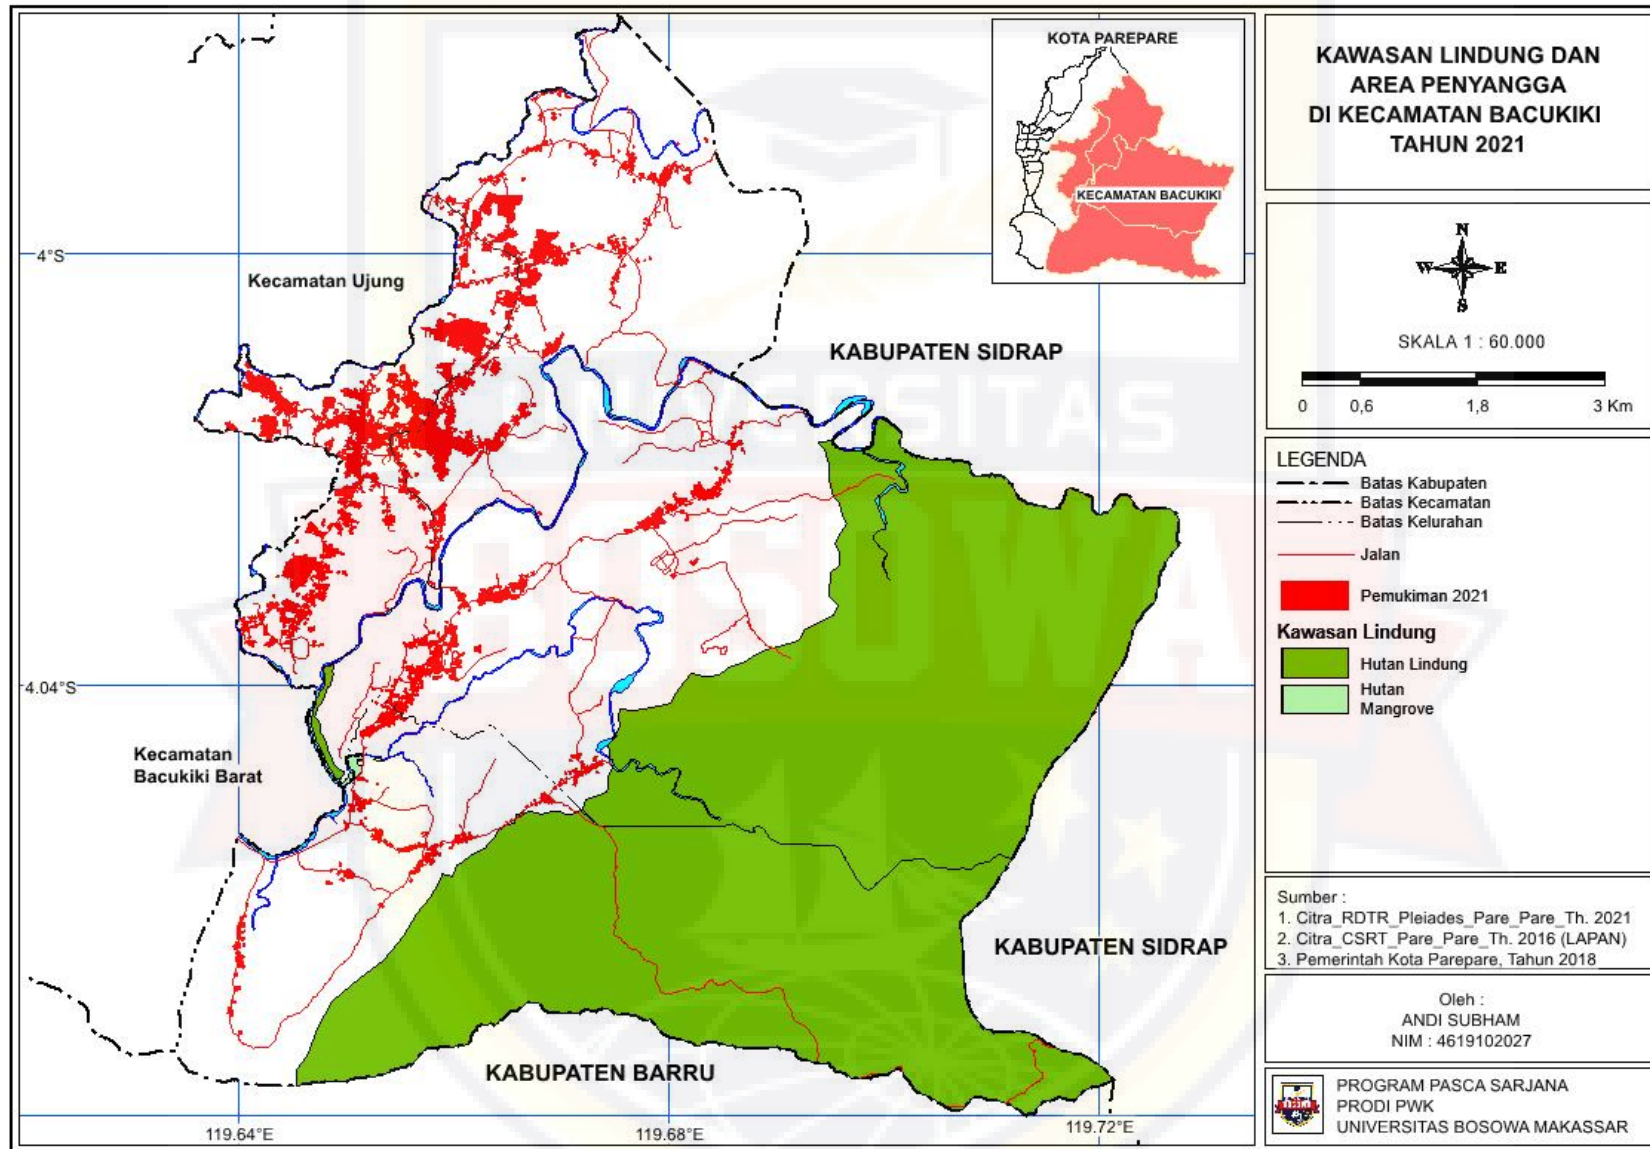 KOTA PAREPARE
KECAMATAN BACUKIKI
KAWASAN LINDUNG DAN
AREA PENYANGGA
DI KECAMATAN BACUKIKI
TAHUN 2021
4°S
Kecamatan Ujung
KABUPATEN SIDRAP
N
W
E
S
SKALA 1 : 60.000
0 0,6 1,8 3 Km
UNIVERSITAS
BOSOWA
LEGENDA
Batas Kabupaten
Batas Kecamatan
Batas Kelurahan
Jalan
Pemukiman 2021
Kawasan Lindung
Hutan Lindung
Hutan
Mangrove
4.04°S
Kecamatan
Bacukiki Barat
KABUPATEN SIDRAP
KABUPATEN BARRU
119.64°E
119.68°E
119.72°E
Sumber :
1. Citra_RDTR_Pleiades_Pare_Pare_Th. 2021
2. Citra_CSRT_Pare_Pare_Th. 2016 (LAPAN)
3. Pemerintah Kota Parepare, Tahun 2018
Oleh :
ANDI SUBHAM
NIM : 4619102027
PROGRAM PASCA SARJANA
PRODI PWK
UNIVERSITAS BOSOWA MAKASSAR